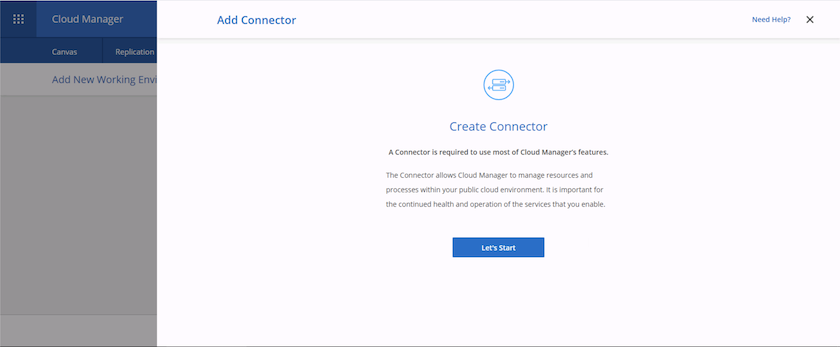 Cloud Manager
Add Connector
Need Help?
Canvas
Replication
Add New Working Envi
Create Connector
A Connector is required to use most of Cloud Manager's features.
The Connector allows Cloud Manager to manage resources and
processes within your public cloud environment. It is important for
the continued health and operation of the services that you enable.
Let's Start